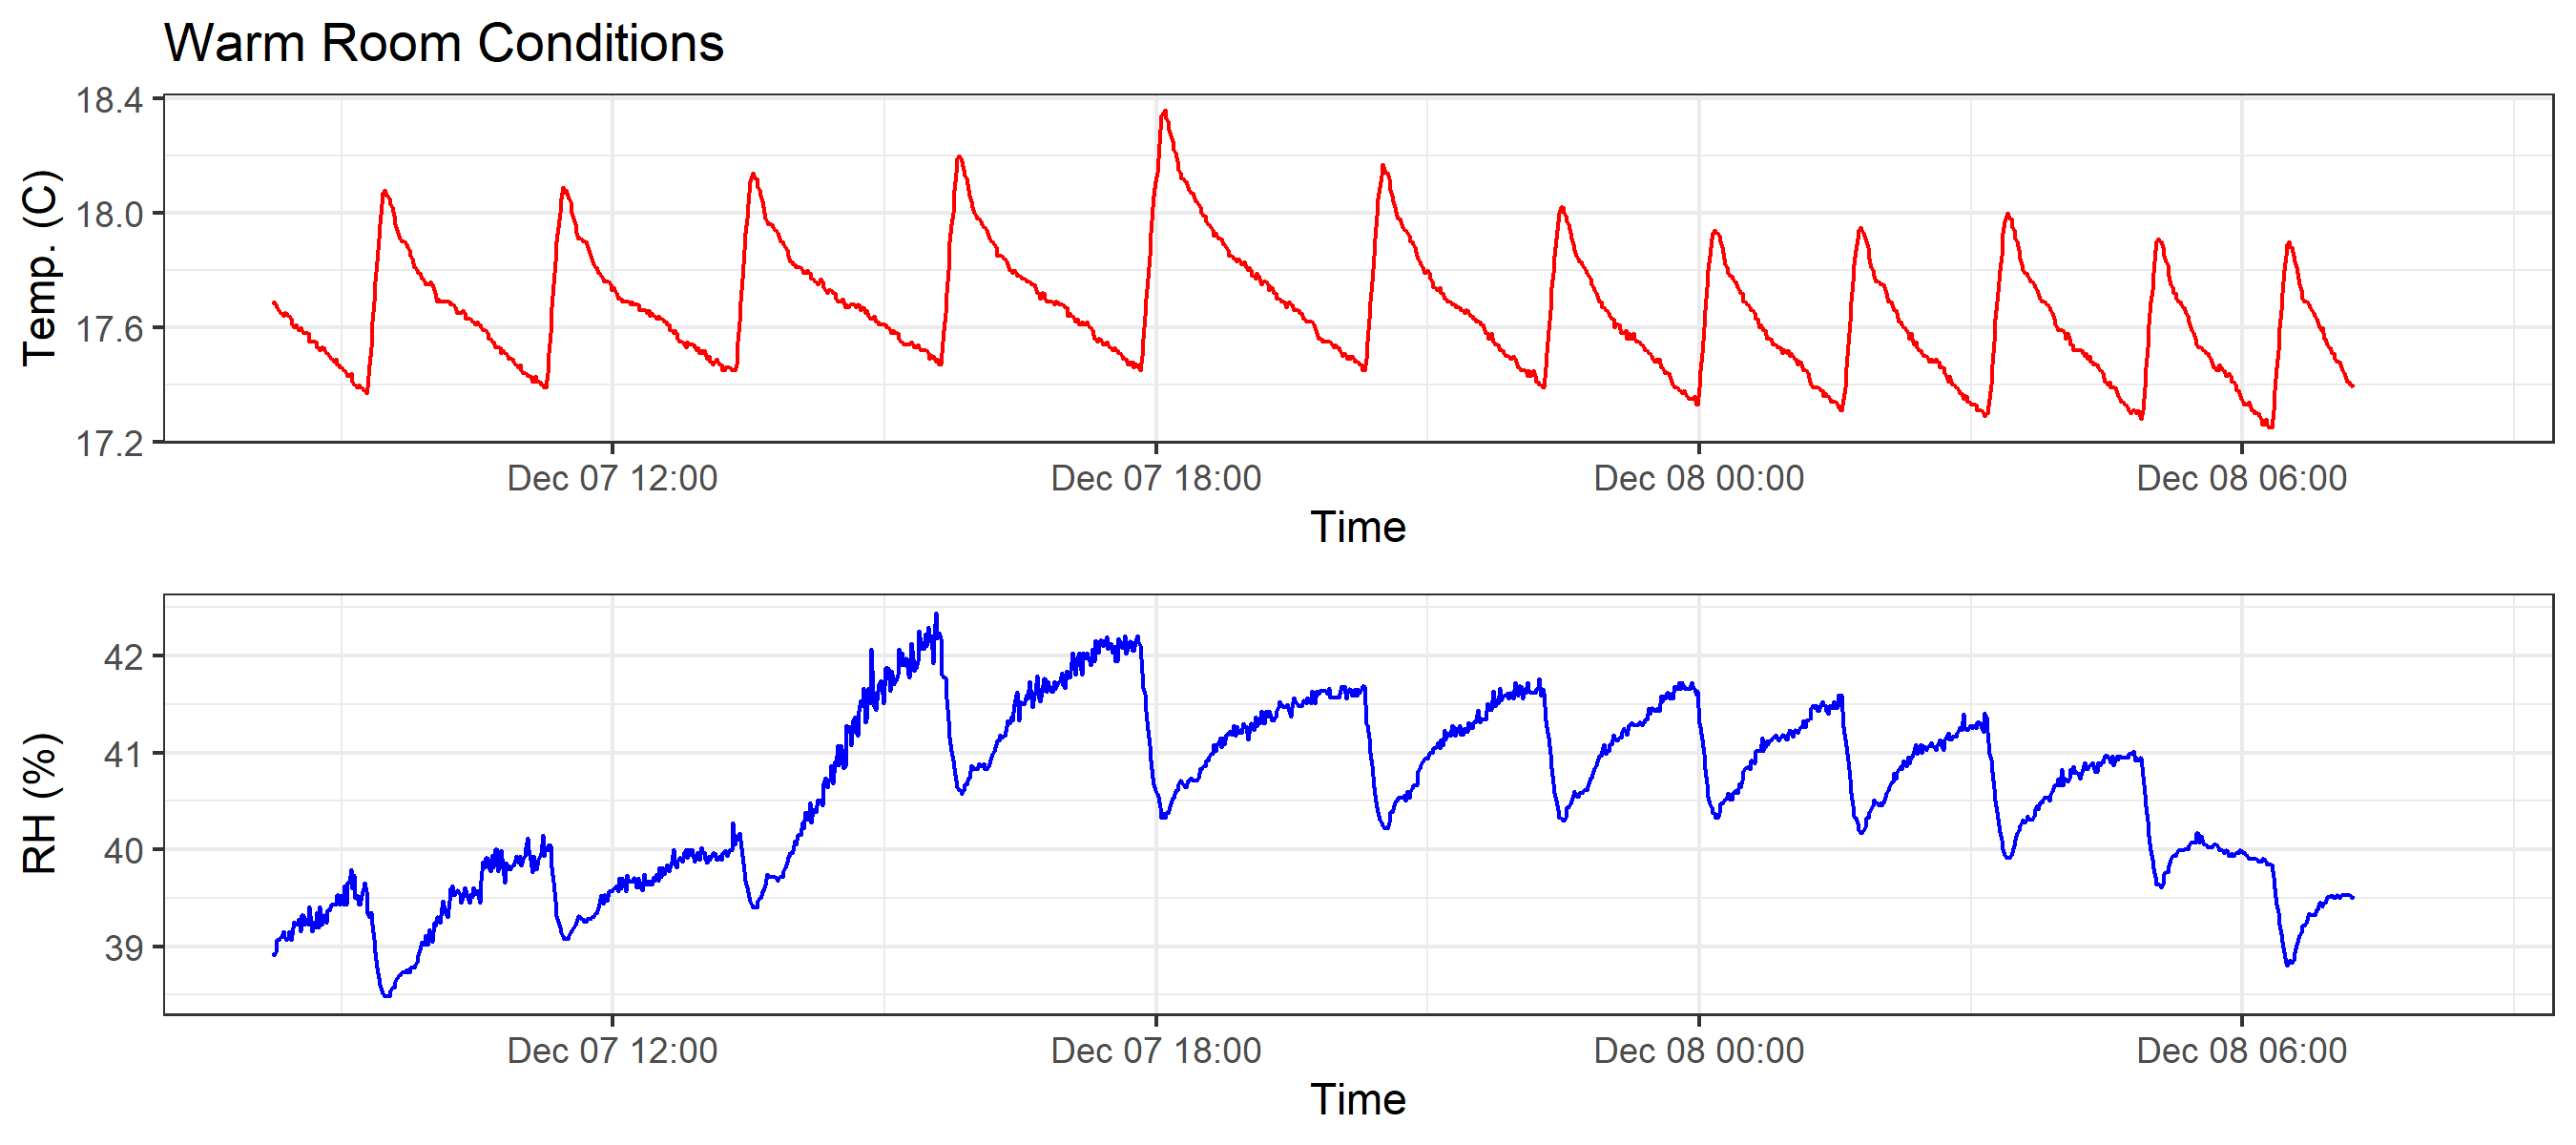 Warm Room Conditions
Temp. (C)
18.4
18.0
17.6
17.2
Dec 07 12:00 Dec 07 18:00 Dec 08 00:00 Dec 08 06:00
Time
RH (%)
42
41
40
39
Dec 07 12:00 Dec 07 18:00 Dec 08 00:00 Dec 08 06:00
Time